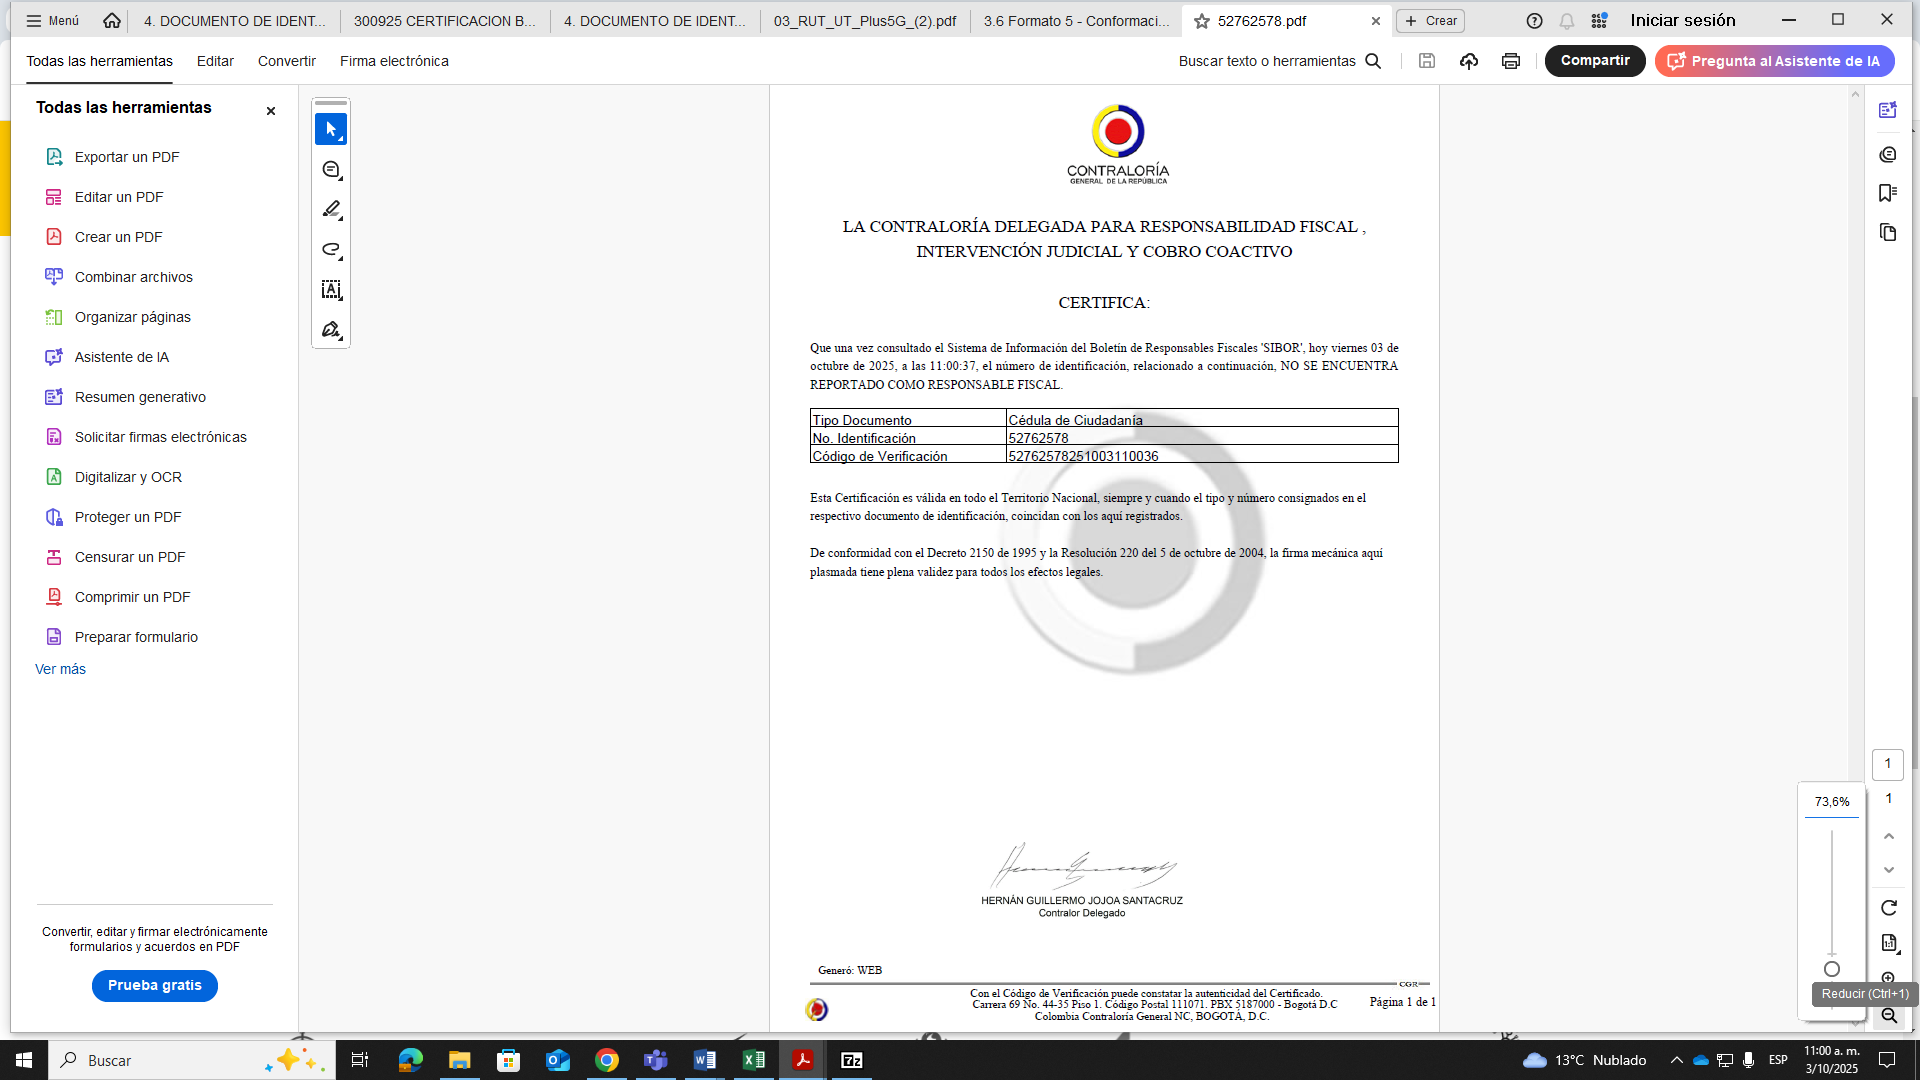 Menú
4. DOCUMENTO DE IDENT...
300925 CERTIFICACION B...
4. DOCUMENTO DE IDENT...
03_RUT_UT_Plus5G_(2).pdf
3.6 Formato 5 - Conformaci...
52762578.pdf
Crear
Iniciar sesión
Todas las herramientas
Editar
Convertir
Firma electrónica
Buscar texto o herramientas
Compartir
Pregunta al Asistente de IA
Todas las herramientas
Exportar un PDF
Editar un PDF
Crear un PDF
Combinar archivos
Organizar páginas
Asistente de IA
Resumen generativo
Solicitar firmas electrónicas
Digitalizar y OCR
Proteger un PDF
Censurar un PDF
Comprimir un PDF
Preparar formulario
Ver más
Convertir, editar y firmar electrónicamente
formularios y acuerdos en PDF
Prueba gratis
CONTRALORÍA
GENERAL DE LA REPÚBLICA
LA CONTRALORÍA DELEGADA PARA RESPONSABILIDAD FISCAL ,
INTERVENCIÓN JUDICIAL Y COBRO COACTIVO
CERTIFICA:
Que una vez consultado el Sistema de Información del Boletín de Responsables Fiscales 'SIBOR', hoy viernes 03 de
octubre de 2025, a las 11:00:37, el número de identificación, relacionado a continuación, NO SE ENCUENTRA
REPORTADO COMO RESPONSABLE FISCAL.
Tipo Documento Cédula de Ciudadanía
No. Identificación 52762578
Código de Verificación 52762578251003110036
Esta Certificación es válida en todo el Territorio Nacional, siempre y cuando el tipo y número consignados en el
respectivo documento de identificación, coincidan con los aquí registrados.
De conformidad con el Decreto 2150 de 1995 y la Resolución 220 del 5 de octubre de 2004, la firma mecánica aquí
plasmada tiene plena validez para todos los efectos legales.
HERNÁN GUILLERMO JOJOA SANTACRUZ
Contralor Delegado
Generó: WEB
CGR
Con el Código de Verificación puede constatar la autenticidad del Certificado.
Carrera 69 No. 44-35 Piso 1. Código Postal 111071. PBX 5187000 - Bogotá D.C
Colombia Contraloría General NC, BOGOTÁ, D.C.
Página 1 de 1
1
1
73,6%
Reducir (Ctrl+1)
Buscar
13°C Nublado
ESP
11:00 a. m.
3/10/2025